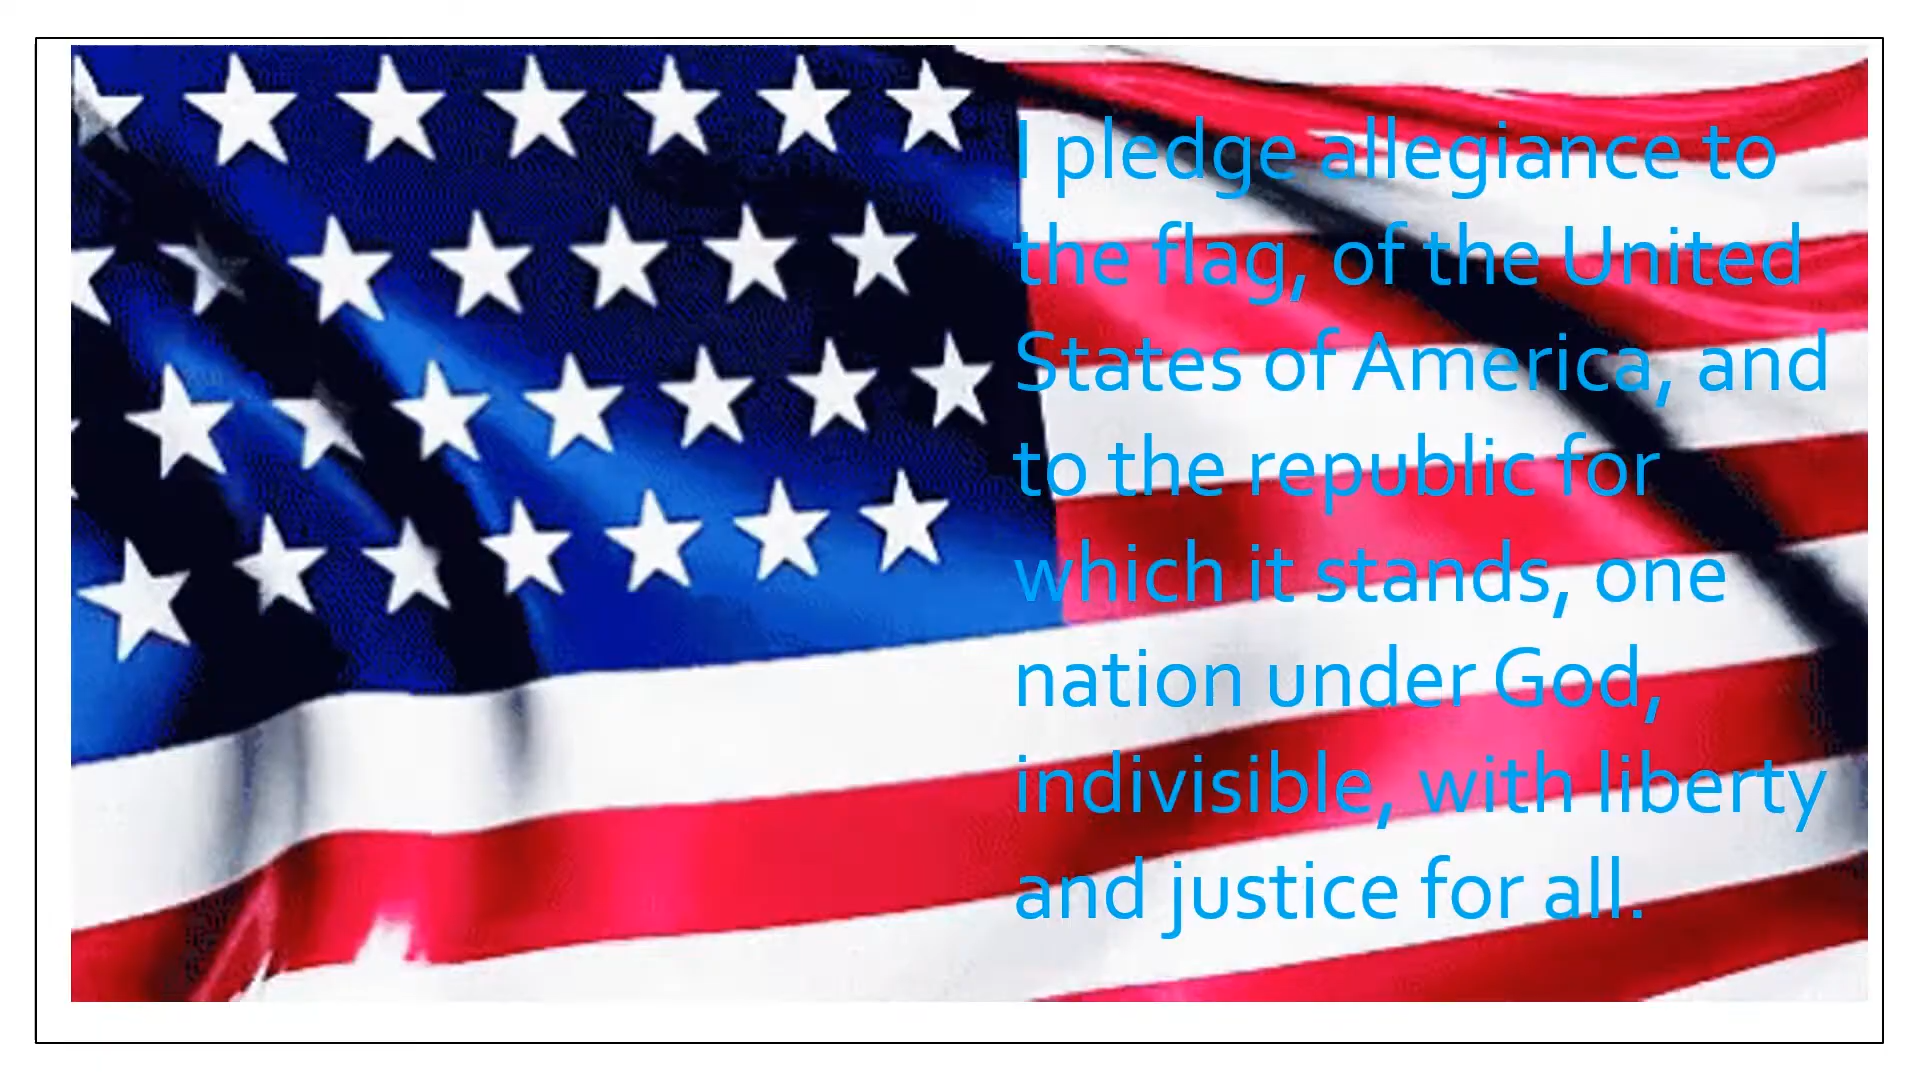 I pledge allegiance to
the flag, of the United
States of America, and
to the republic for
which it stands, one
nation under God,
indivisible, with liberty
and justice for all.